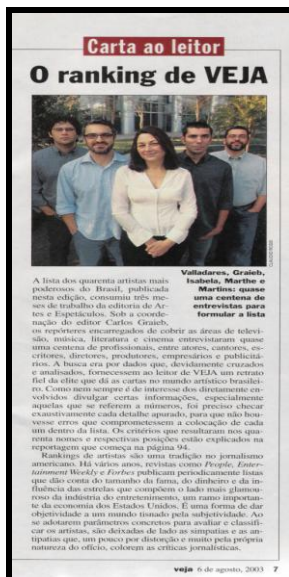 Carta ao leitor
O ranking de VEJA
Valladares, Graieb,
Isabela, Marthe e
Martins: quase
uma centena de
entrevistas para
formular a lista
A lista dos quarenta artistas mais
poderosos do Brasil, publicada
nesta edição, consumiu três me-
ses de trabalho da editoria de Ar-
tes e Espetáculos. Sob a coorde-
nação do editor Carlos Graieb,
os repórteres encarregados de cobrir as áreas de televi-
são, música, literatura e cinema entrevistaram quase
uma centena de profissionais, entre atores, cantores, es-
critores, diretores, produtores, empresários e publicitá-
rios. A busca era por dados que, devidamente cruzados
e analisados, fornecessem ao leitor de VEJA um retrato
fiel da elite que dá as cartas no mundo artístico brasilei-
ro. Como nem sempre é de interesse dos diretamente en-
volvidos divulgar certas informações, especialmente
aquelas que se referem a números, foi preciso checar
exaustivamente cada detalhe apurado, para que não hou-
vesse erros que comprometessem a colocação de cada
um dentro da lista. Os critérios que resultaram nos qua-
renta nomes e respectivas posições estão explicados na
reportagem que começa na página 94.
Rankings de artistas são uma tradição no jornalismo
americano. Há vários anos, revistas como People, Enter-
tainment Weekly e Forbes publicam periodicamente listas
que dão conta do tamanho da fama, do dinheiro e da in-
fluência das estrelas que compõem o lado mais glamou-
roso da indústria do entretenimento, um ramo importan-
te da economia dos Estados Unidos. É uma forma de dar
objetividade a um mundo tisnado pela subjetividade. Ao
se adotarem parâmetros concretos para avaliar e classifi-
car os artistas, são deixadas de lado as simpatias e as an-
tipatias que, um pouco por distorção e muito pela própria
natureza do ofício, colorem as críticas jornalísticas.
veja 6 de agosto, 2003 7